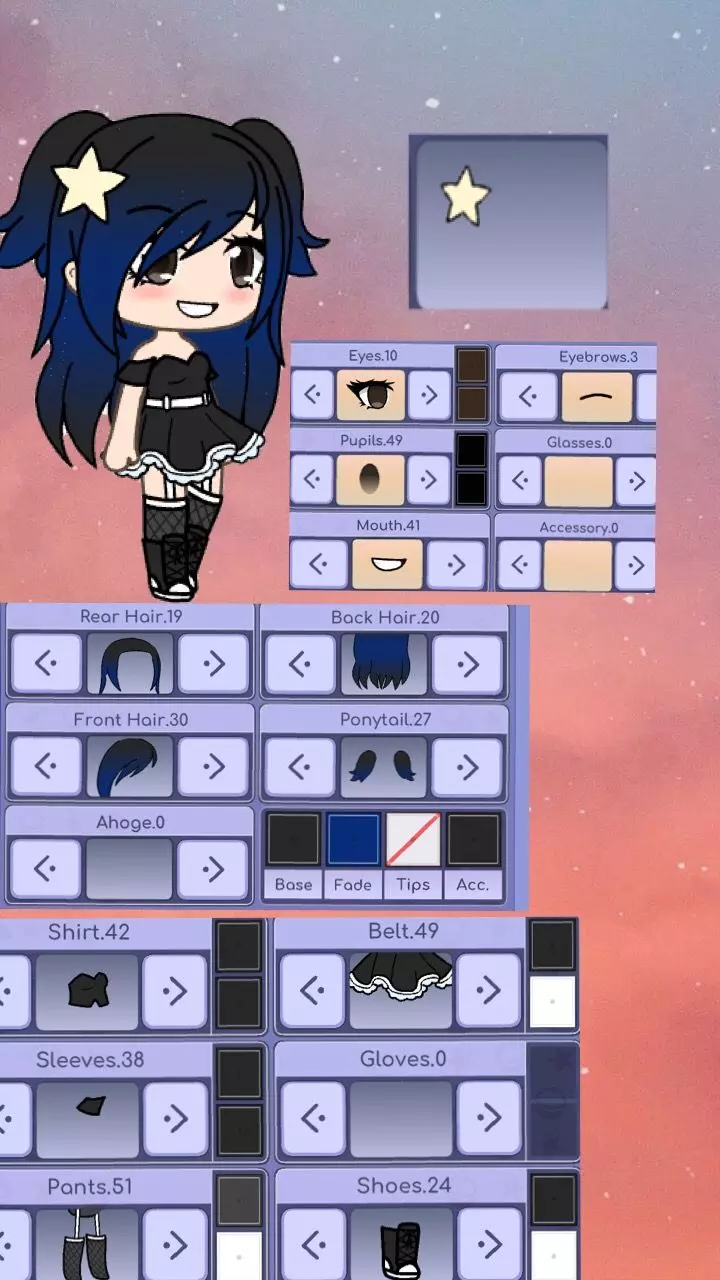 Eyes.10
Eyebrows.3
Pupils.49
Glasses.0
Mouth.41
Accessory.0
Rear Hair.19
Back Hair.20
Front Hair.30
Ponytail.27
Ahoge.0
Base Fade Tips Acc.
Shirt.42
Belt.49
Sleeves.38
Gloves.0
Pants.51
Shoes.24